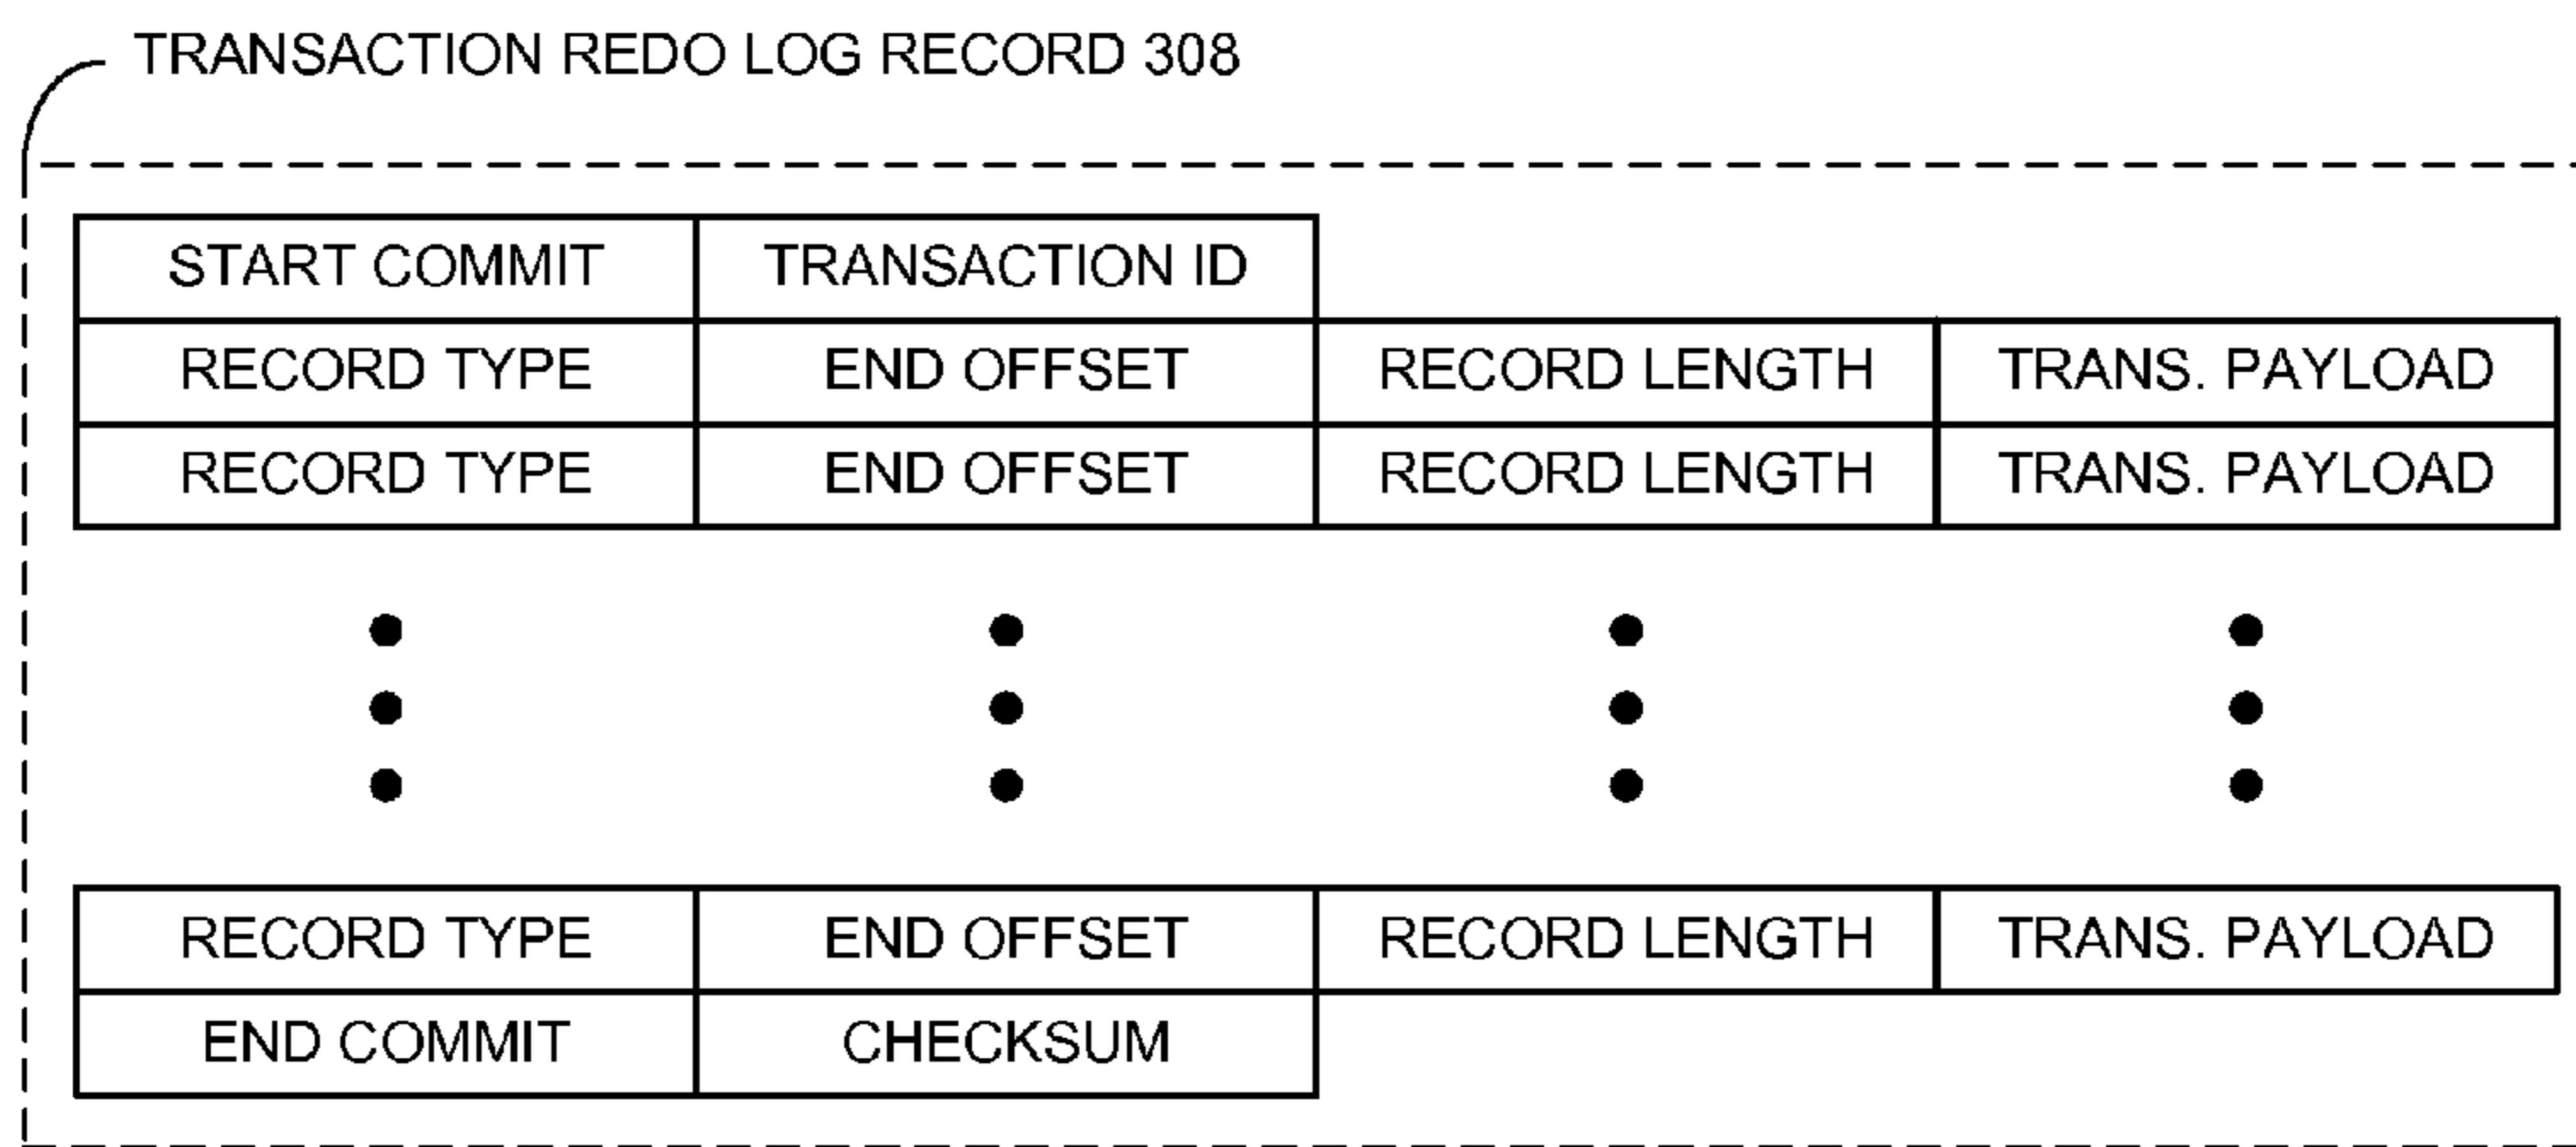 TRANSACTION REDO LOG RECORD 308
START COMMIT TRANSACTION ID
RECORD TYPE END OFFSET RECORD LENGTH TRANS. PAYLOAD
RECORD TYPE END OFFSET RECORD LENGTH TRANS. PAYLOAD
RECORD TYPE END OFFSET RECORD LENGTH TRANS. PAYLOAD
END COMMIT CHECKSUM